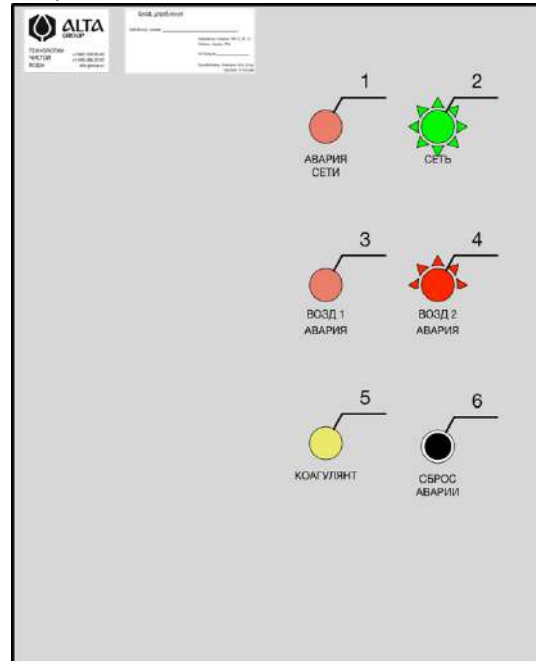 ALTA
GROUP
ТЕХНОЛОГИИ
ЧИСТОЙ
ВОДЫ
1
2
АВАРИЯ
СЕТИ
СЕТЬ
3
4
ВОЗД 1
АВАРИЯ
ВОЗД 2
АВАРИЯ
5
6
КОАГУЛЯНТ
СБРОС
АВАРИИ